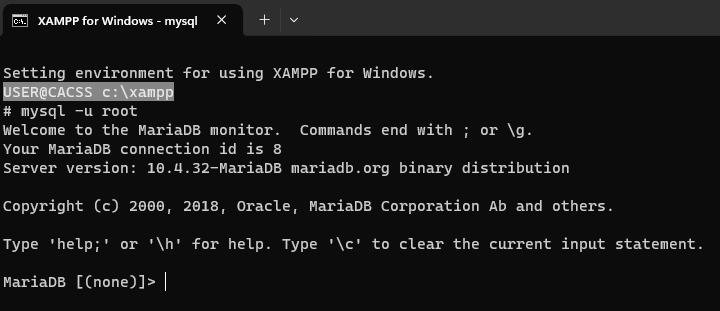 XAMPP for Windows - mysql
Setting environment for using XAMPP for Windows.
USER@CACSS c:\xampp
# mysql -u root
Welcome to the MariaDB monitor.  Commands end with ; or \g.
Your MariaDB connection id is 8
Server version: 10.4.32-MariaDB mariadb.org binary distribution
Copyright (c) 2000, 2018, Oracle, MariaDB Corporation Ab and others.
Type 'help;' or '\h' for help. Type '\c' to clear the current input statement.
MariaDB [(none)]>